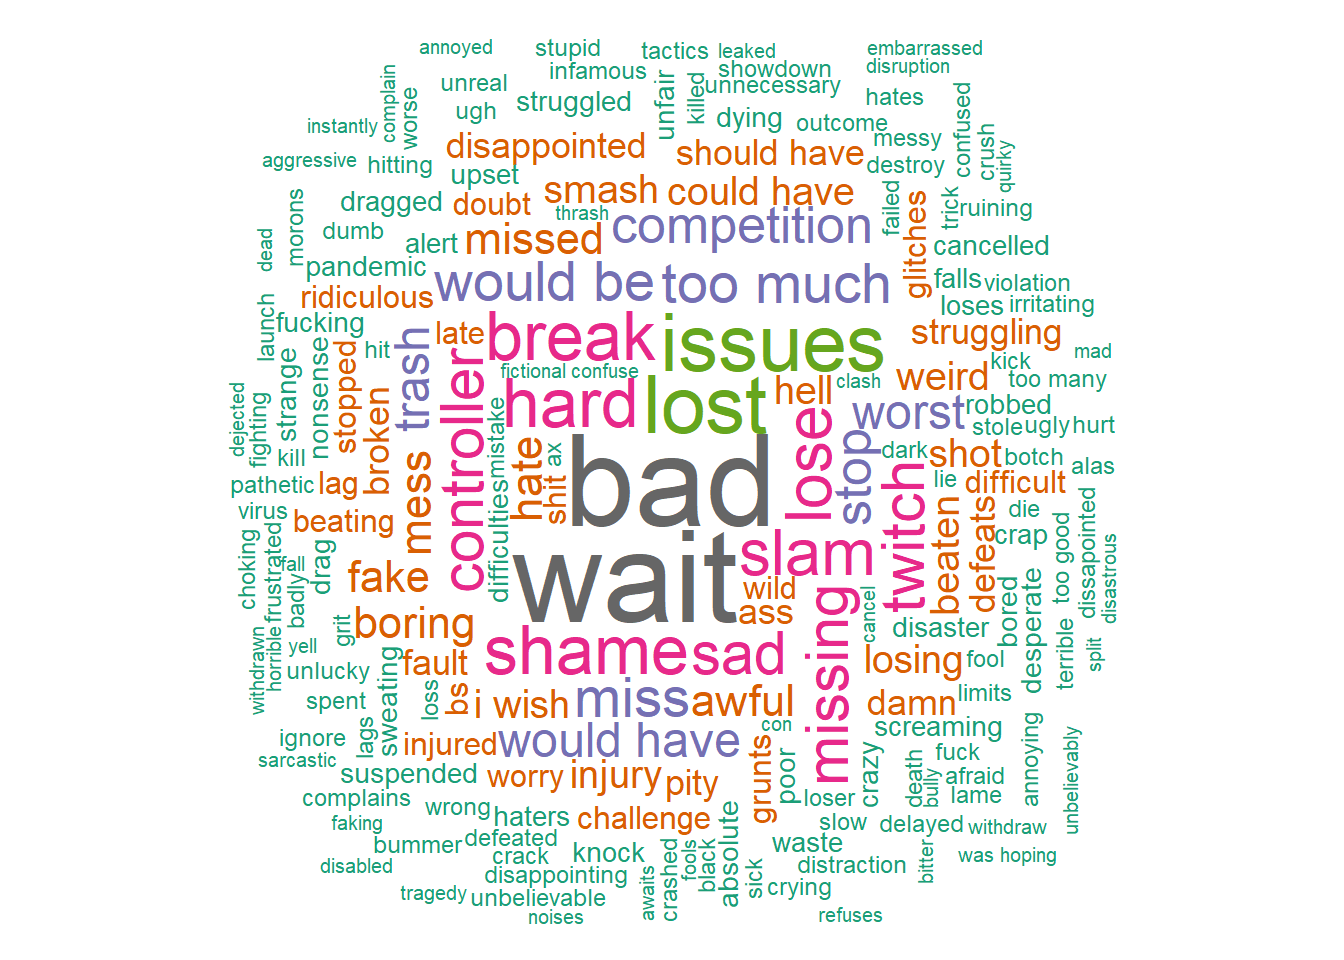 annoyed
stupid
tactics
leaked
embarrassed
complain
unreal
infamous
showdown
disruption
worse
ugh
struggled
unfair
killed
unnecessary
hates
instantly
dying
outcome
messy
confused
aggressive
hitting
disappointed
should have
destroy
crush
quirky
upset
smash
could have
dragged
doubt
thrash
failed
trick
ruining
morons
dumb
alert
missed
competition
glitches
cancelled
dead
pandemic
would be
too much
falls
violation
ridiculous
loses
irritating
launch
fucking
late
break
issues
struggling
hit
trash
kick
mad
strange
nonsense
stopped
controller
fictional
confuse
hell
clash
weird
too many
dejected
fighting
broken
hard
lost
worst
robbed
stole
ugly
hurt
kill
mess
mistake
hate
ax
bad
lose
stop
dark
shot
botch
alas
pathetic
lag
shit
twitch
lie
difficult
virus
beating
difficulties
beaten
defeats
die
crap
choking
frustrated
fall
drag
wait
slam
too good
dissapointed
disastrous
badly
fake
wild
missing
cancel
bored
desperate
boring
ass
disaster
withdrawn
horrible
yell
grit
shame
sad
terrible
split
unlucky
sweating
fault
losing
fool
spent
loss
bs
i wish
miss
awful
damn
limits
ignore
lags
injured
would have
con
screaming
sarcastic
suspended
worry
injury
pity
grunts
poor
crazy
fuck
annoying
unbelievably
death
bully
afraid
complains
wrong
haters
challenge
loser
lame
faking
slow
delayed
withdraw
bummer
defeated
waste
crack
knock
absolute
was hoping
disabled
disappointing
crashed
fools
black
sick
distraction
bitter
tragedy
unbelievable
awaits
crying
noises
refuses